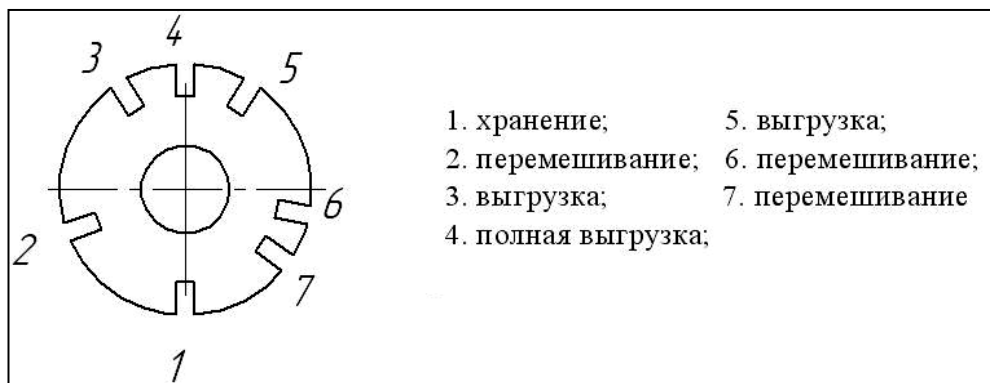 4
3 5
1. хранение; 5. выгрузка;
2. перемешивание; 6. перемешивание;
3. выгрузка; 7. перемешивание
4. полная выгрузка;
6
2
7
1